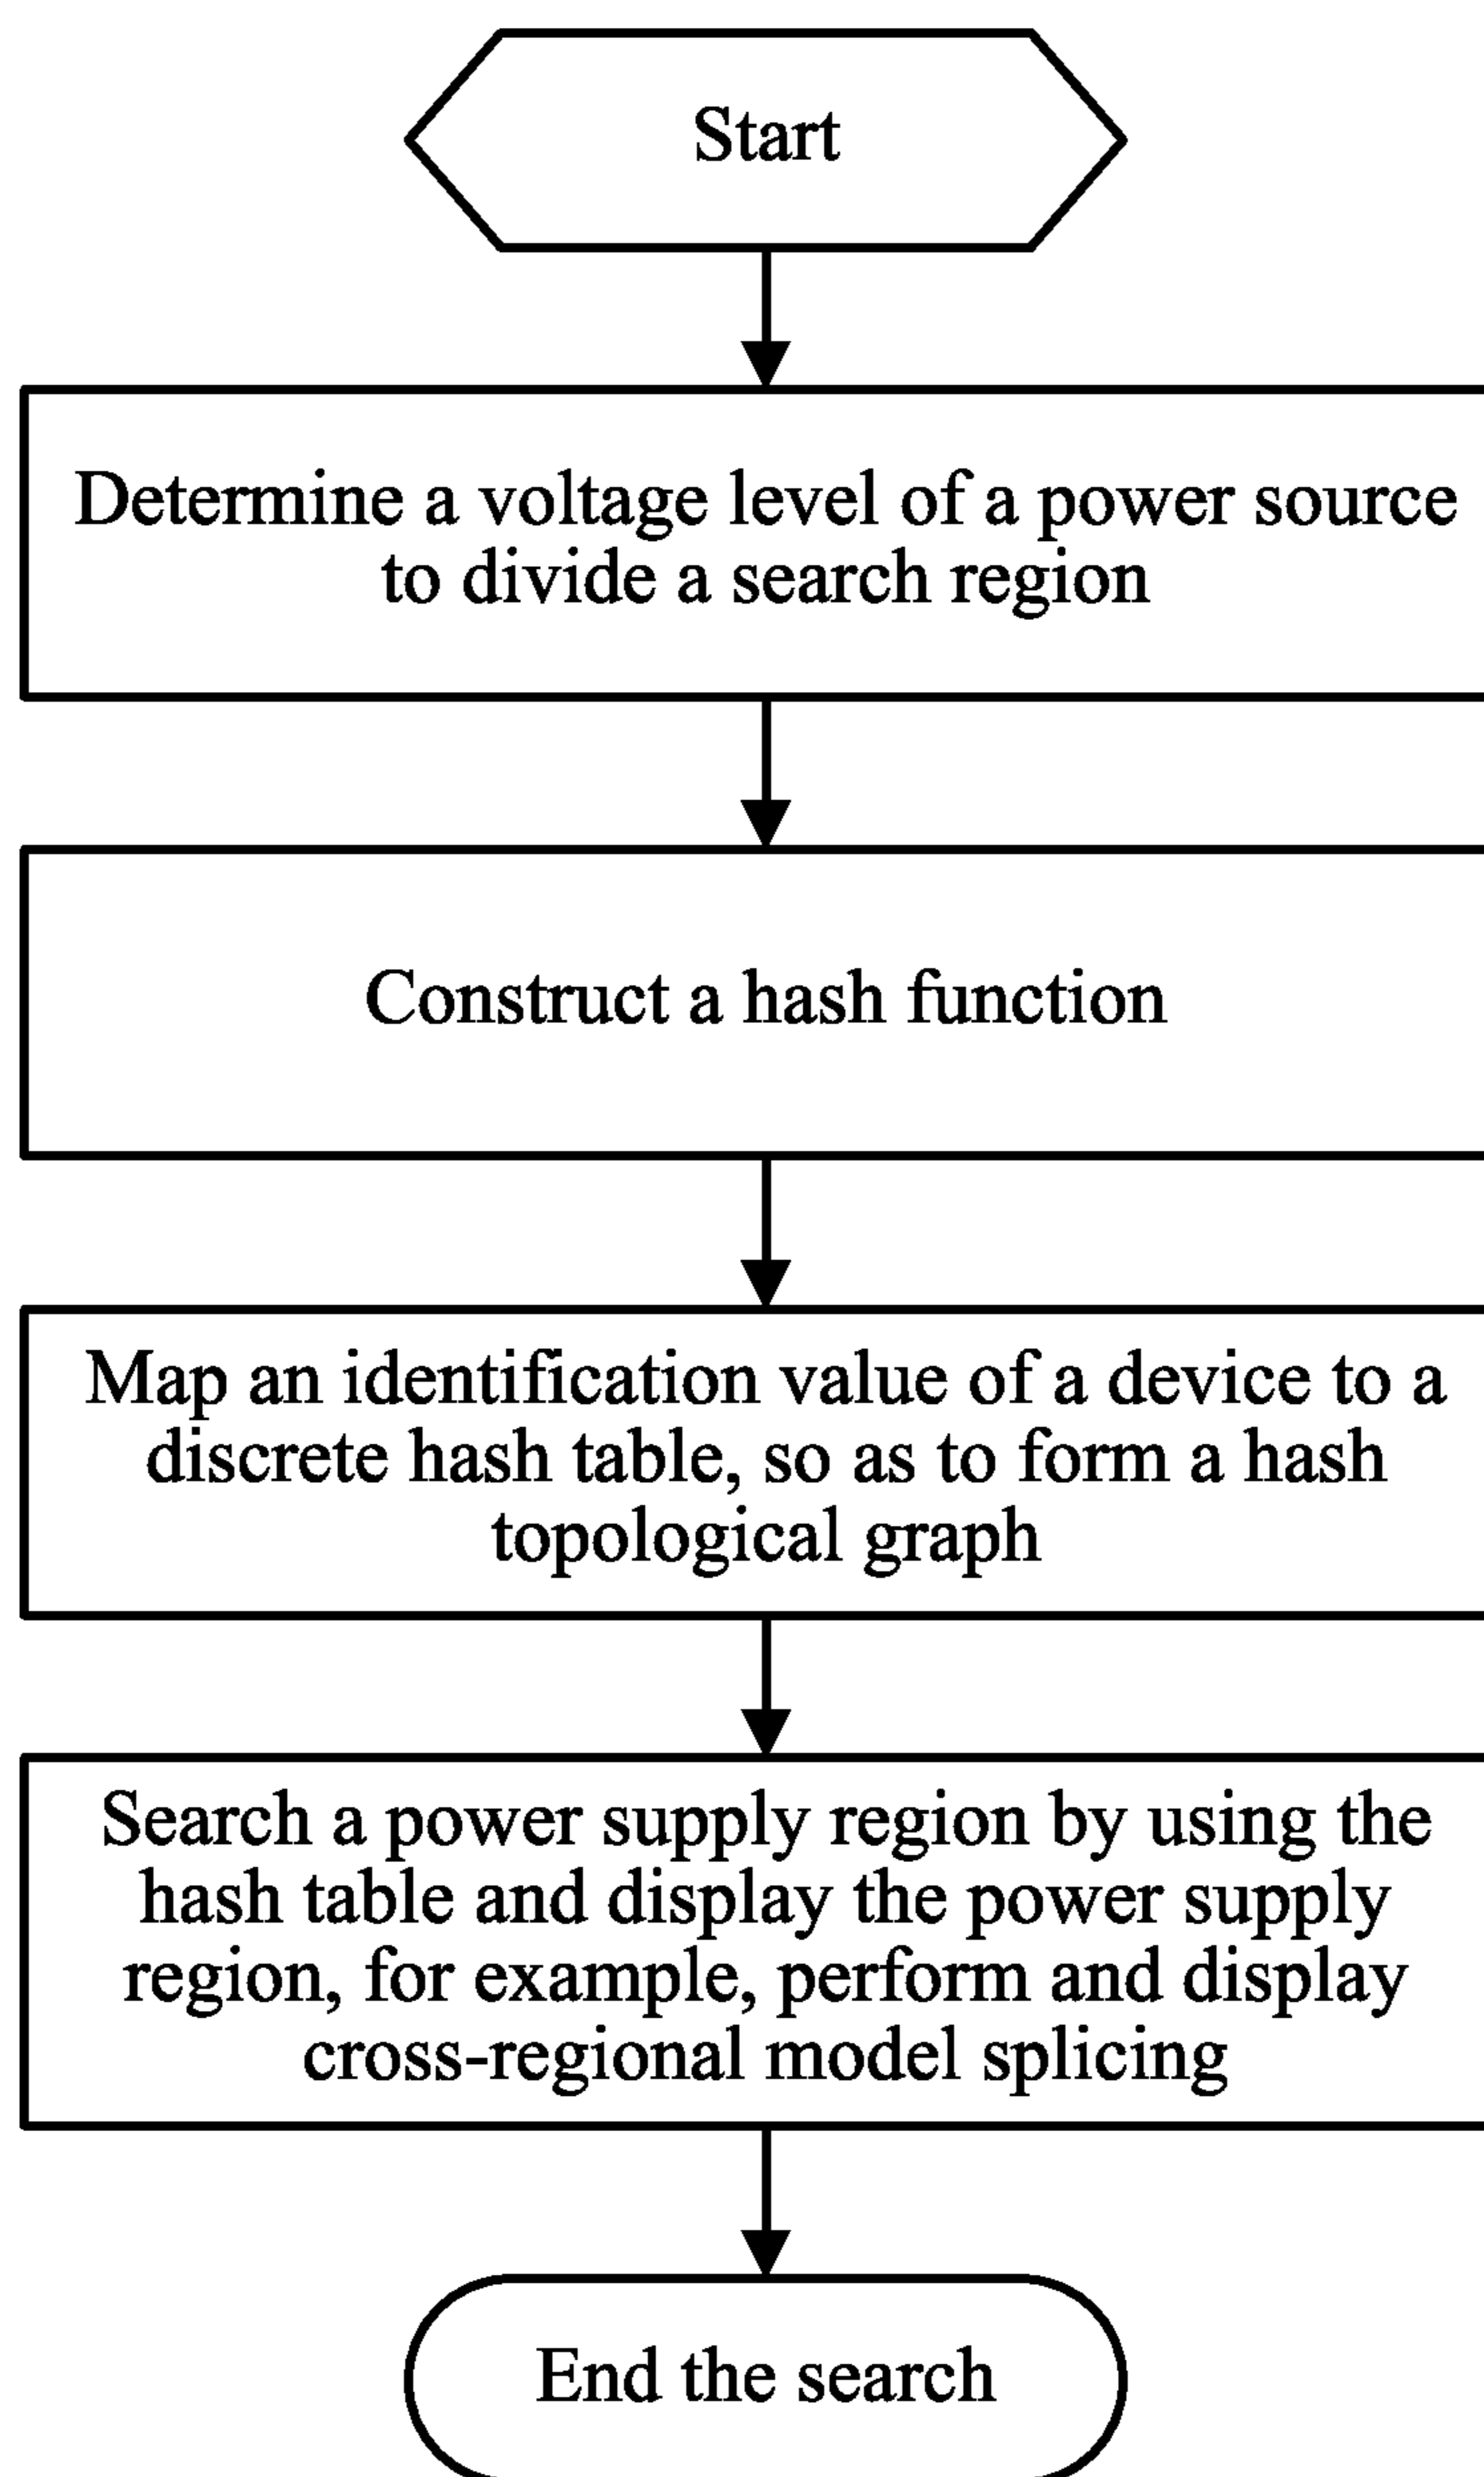 Start
Determine a voltage level of a power source
to divide a search region
Construct a hash function
Map an identification value of a device to a
discrete hash table, so as to form a hash
topological graph
Search a power supply region by using the
hash table and display the power supply
region, for example, perform and display
cross-regional model splicing
End the search